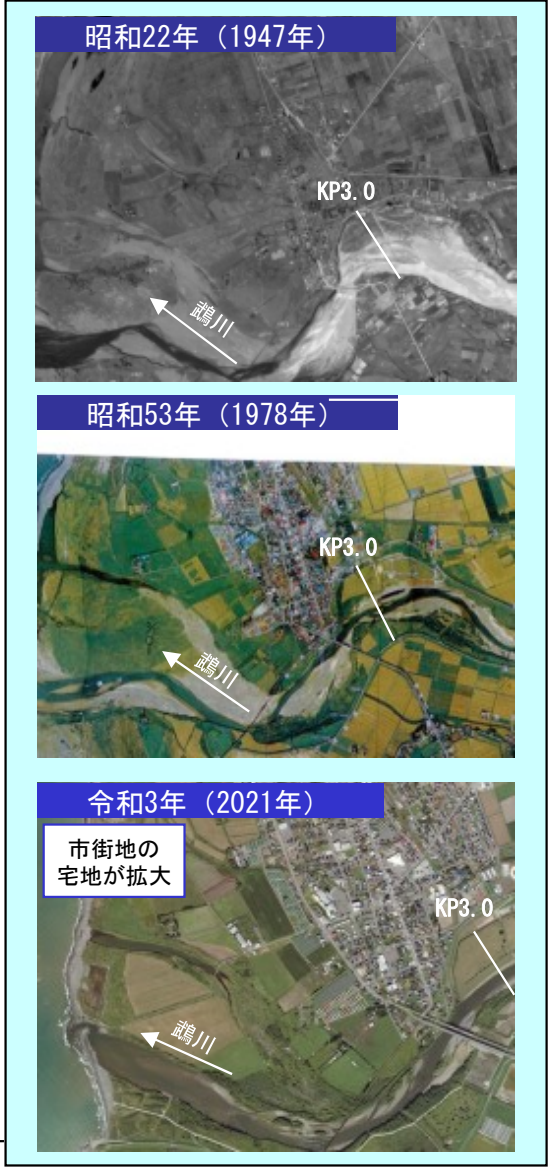 昭和22年（1947年）
KP3.0
鵡川
昭和53年（1978年）
KP3.0
鵡川
令和3年（2021年）
市街地の
宅地が拡大
KP3.0
鵡川